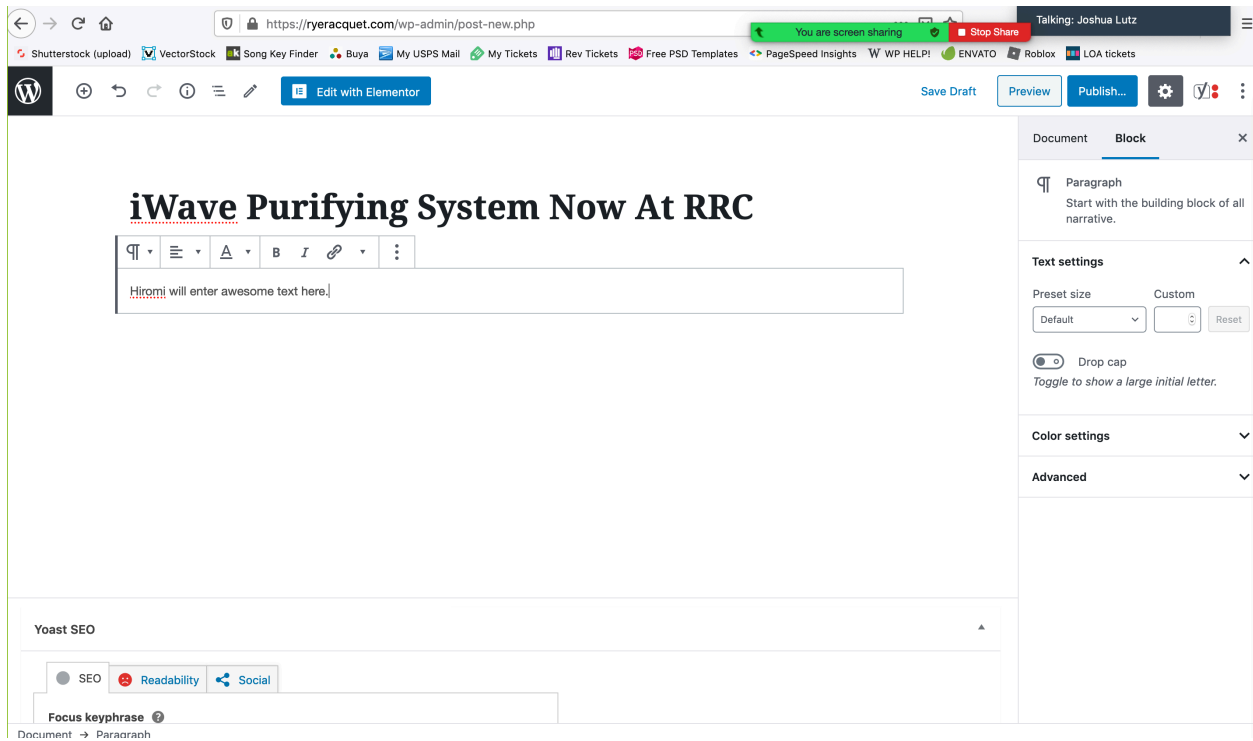 https://ryeracquet.com/wp-admin/post-new.php
Talking: Joshua Lutz
You are screen sharing
Stop Share
Shutterstock (upload) VectorStock Song Key Finder Buya My USPS Mail My Tickets Rev Tickets Free PSD Templates PageSpeed Insights WP HELP! ENVATO Roblox LOA tickets
Edit with Elementor
Save Draft Preview Publish...
Document Block
iWave Purifying System Now At RRC
Hiromi will enter awesome text here.
Paragraph
Start with the building block of all
narrative.
Text settings
Preset size Custom
Default Reset
Drop cap
Toggle to show a large initial letter.
Color settings
Advanced
Yoast SEO
SEO Readability Social
Focus keyphrase
Document → Paragraph